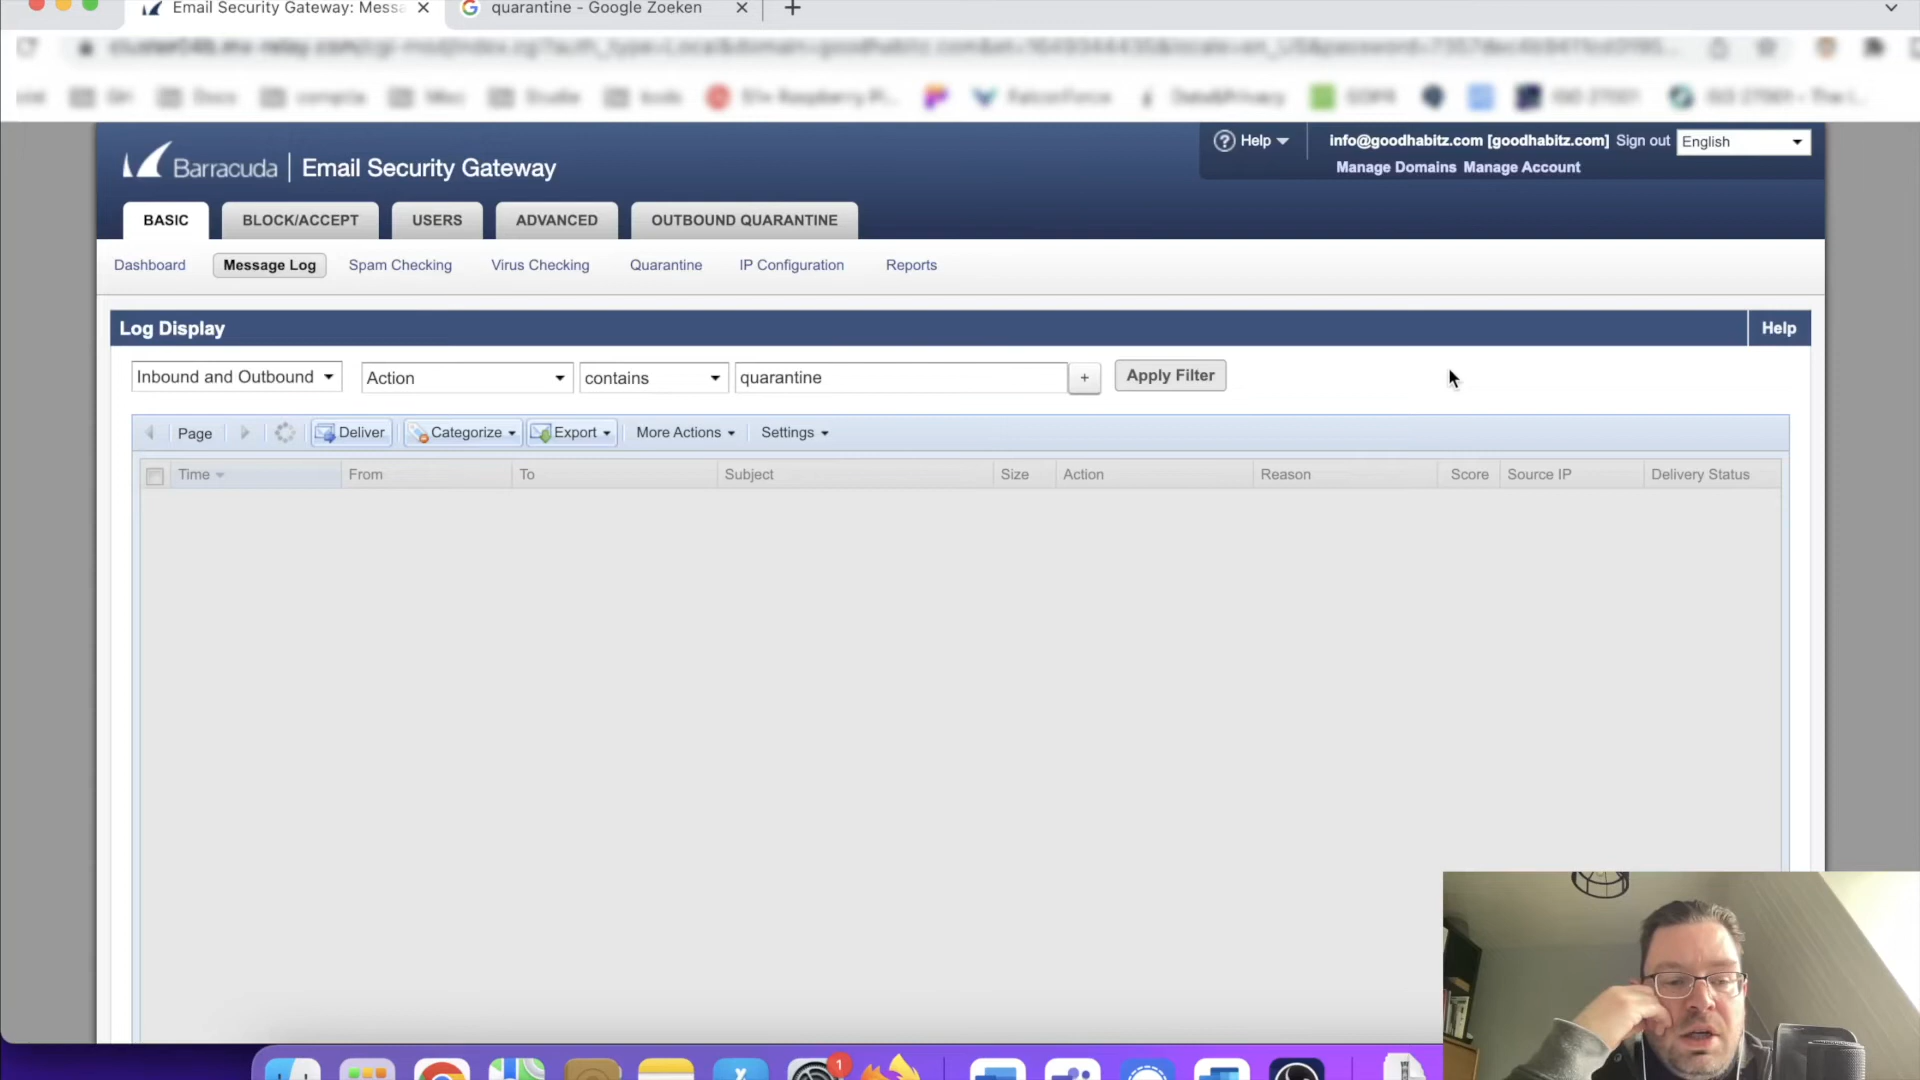 Email Security Gateway: Messa
quarantine - Google Zoeken
Docs
GDPR
Barracuda | Email Security Gateway
Help
info@goodhabitz.com [goodhabitz.com] Sign out English
Manage Domains Manage Account
BASIC BLOCK/ACCEPT USERS ADVANCED OUTBOUND QUARANTINE
Dashboard Message Log Spam Checking Virus Checking Quarantine IP Configuration Reports
Log Display Help
Inbound and Outbound Action contains quarantine + Apply Filter
Page Deliver Categorize Export More Actions Settings
Time From To Subject Size Action Reason Score Source IP Delivery Status
1